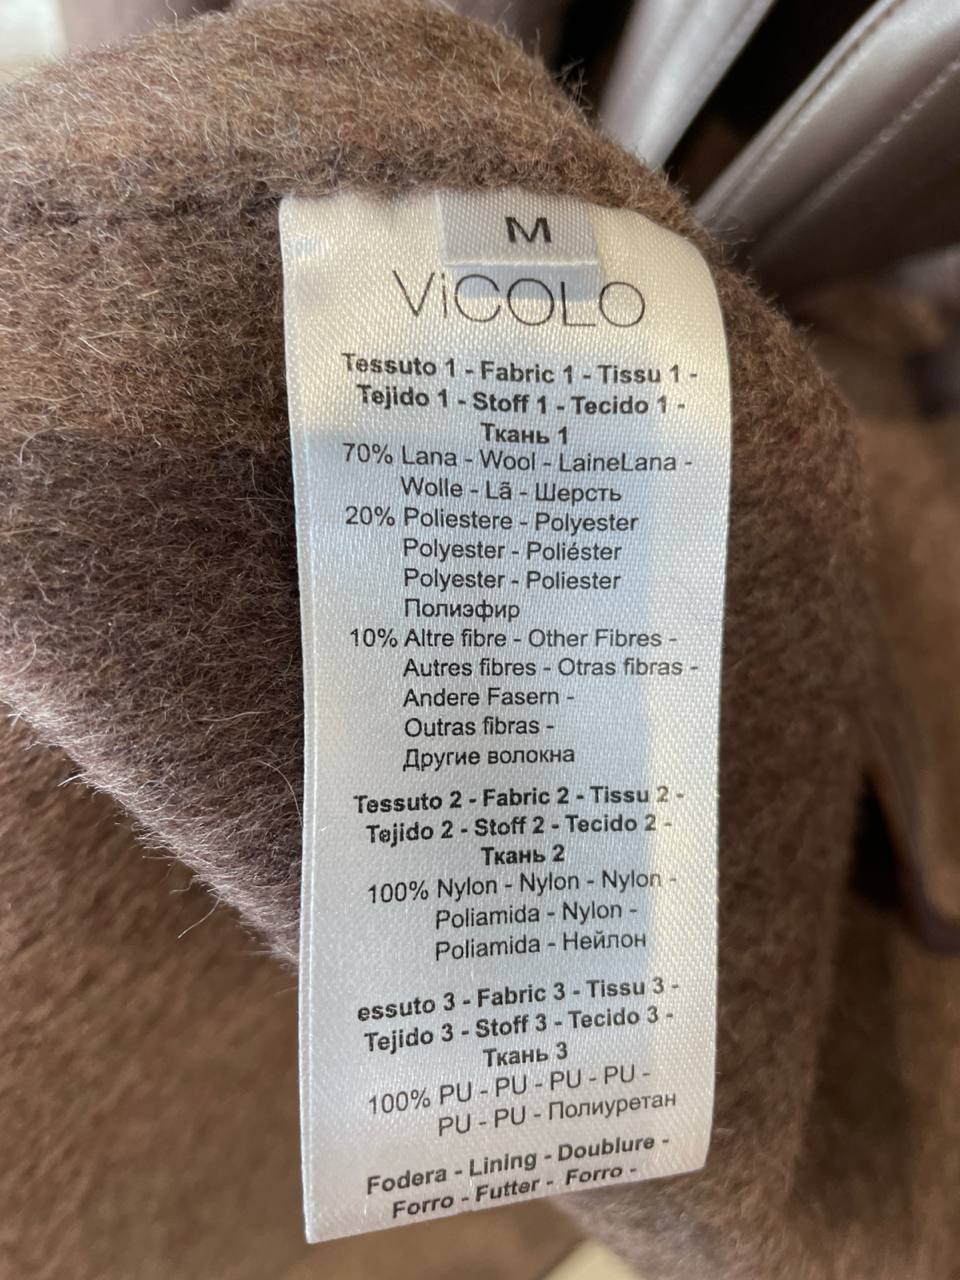 M
ViCOLO
Tessuto 1 - Fabric 1 - Tissu 1 -
Tejido 1 - Stoff 1 - Tecido 1 -
Ткань 1
70% Lana - Wool - LaineLana -
Wolle - Lã - Шерсть
20% Poliestere - Polyester
Polyester - Poliéster
Polyester - Poliester
Полиэфир
10% Altre fibre - Other Fibres -
Autres fibres - Otras fibras -
Andere Fasern -
Outras fibras -
Другие волокна
Tessuto 2 - Fabric 2 - Tissu 2 -
Tejido 2 - Stoff 2 - Tecido 2 -
Ткань 2
100% Nylon - Nylon - Nylon -
Poliamida - Nylon -
Poliamida - Нейлон
essuto 3 - Fabric 3 - Tissu 3 -
Tejido 3 - Stoff 3 - Tecido 3 -
Ткань 3
100% PU - PU - PU - PU -
PU - PU - Полиуретан
Fodera - Lining - Doublure -
Forro - Futter - Forro -